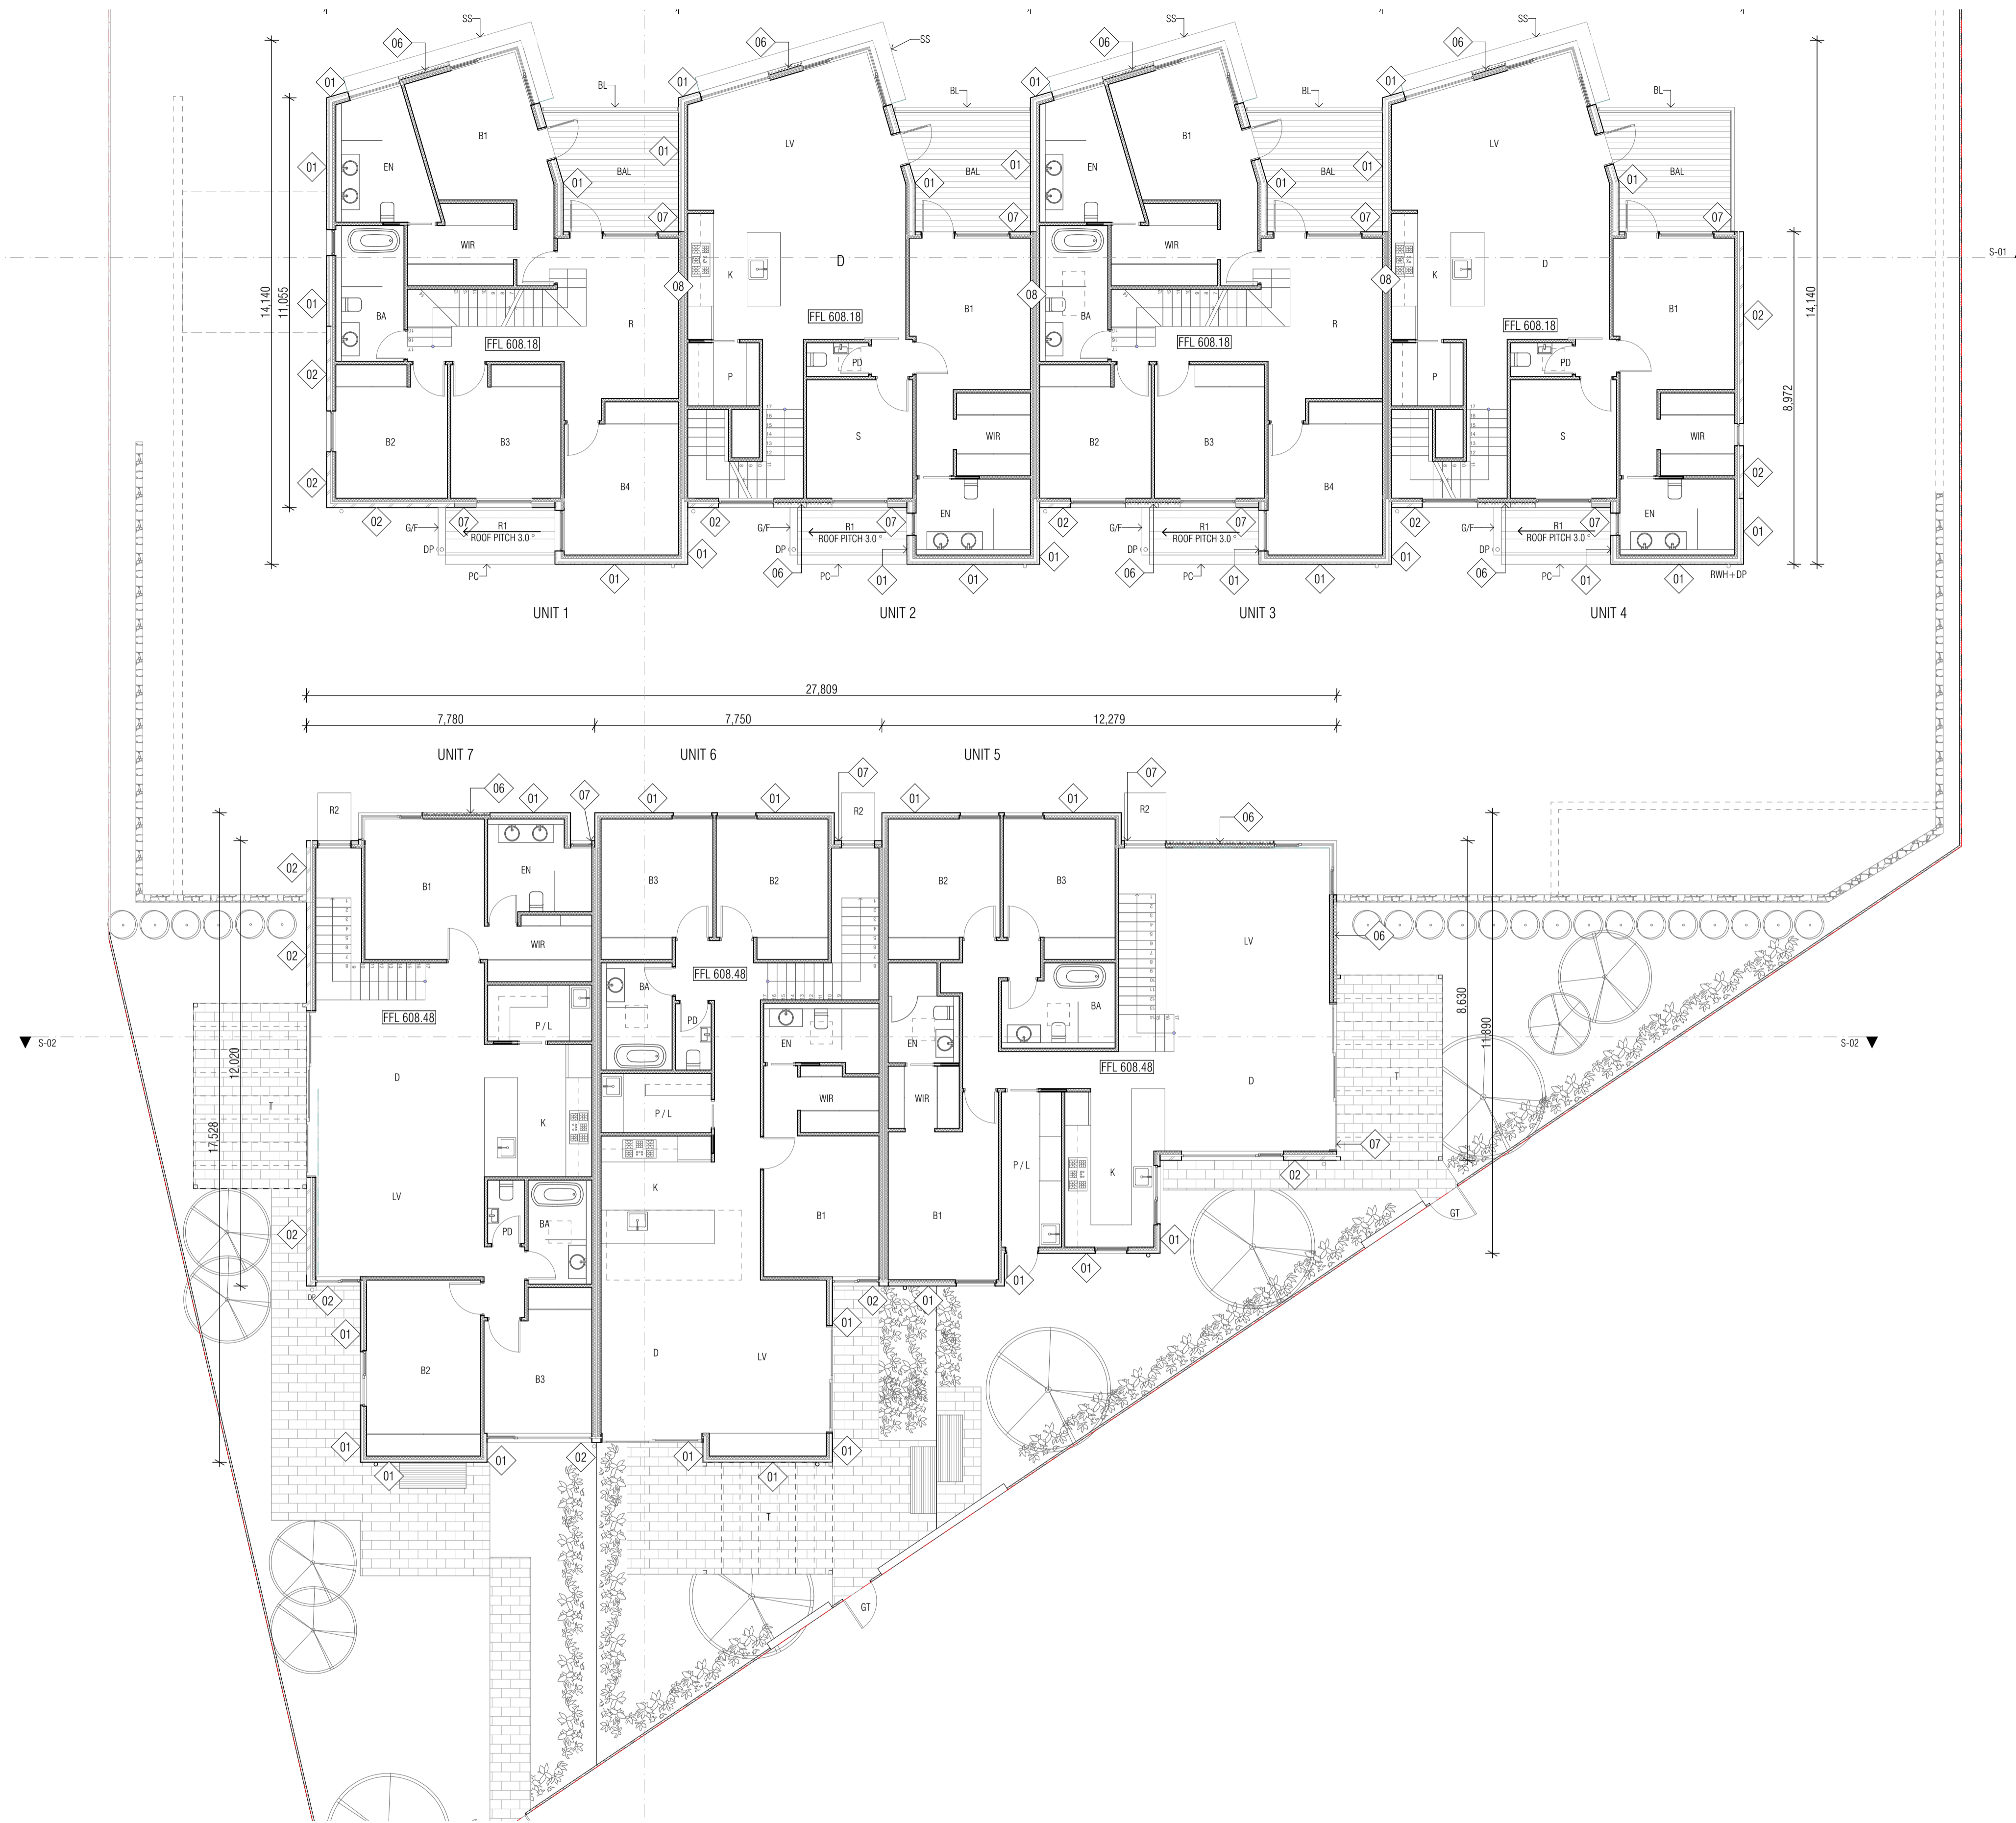 SS
SS
SS
SS
06
06
06
06
01
01
01
01
BL
BL
BL
BL
B1
LV
B1
LV
01
EN
BAL
01
BAL
01
EN
BAL
01
BAL
01
01
01
01
07
07
07
07
WIR
K
D
WIR
K
D
S-01
08
08
08
14,140
11,055
01
BA
R
FFL 608.18
FFL 608.18
B1
BA
R
FFL 608.18
FFL 608.18
B1
02
14,140
8,972
02
P
PD
P
PD
B2
B3
S
WIR
B2
B3
S
WIR
02
B4
B4
02
02
EN
02
EN
01
02
G/F
07
R1
ROOF PITCH 3.0 °
G/F
07
R1
ROOF PITCH 3.0 °
G/F
07
R1
ROOF PITCH 3.0 °
G/F
07
R1
ROOF PITCH 3.0 °
DP
DP
DP
DP
01
01
01
PC
01
06
PC
01
01
06
PC
01
01
06
PC
01
01
RWH+DP
UNIT 1
UNIT 2
UNIT 3
UNIT 4
27,809
7,780
7,750
12,279
UNIT 7
UNIT 6
UNIT 5
06
01
07
01
01
07
01
01
07
R2
R2
R2
06
02
B1
EN
B3
B2
B2
B3
LV
06
02
WIR
FFL 608.48
BA
BA
FFL 608.48
P / L
PD
EN
EN
8,630
11,890
S-02
S-02
12,020
D
FFL 608.48
D
T
T
K
P / L
WIR
WIR
17,528
P / L
K
07
02
LV
K
B1
B1
02
PD
BA
GT
01
01
01
DP
02
02
01
01
01
B2
B3
D
LV
01
01
02
01
01
01
01
T
GT